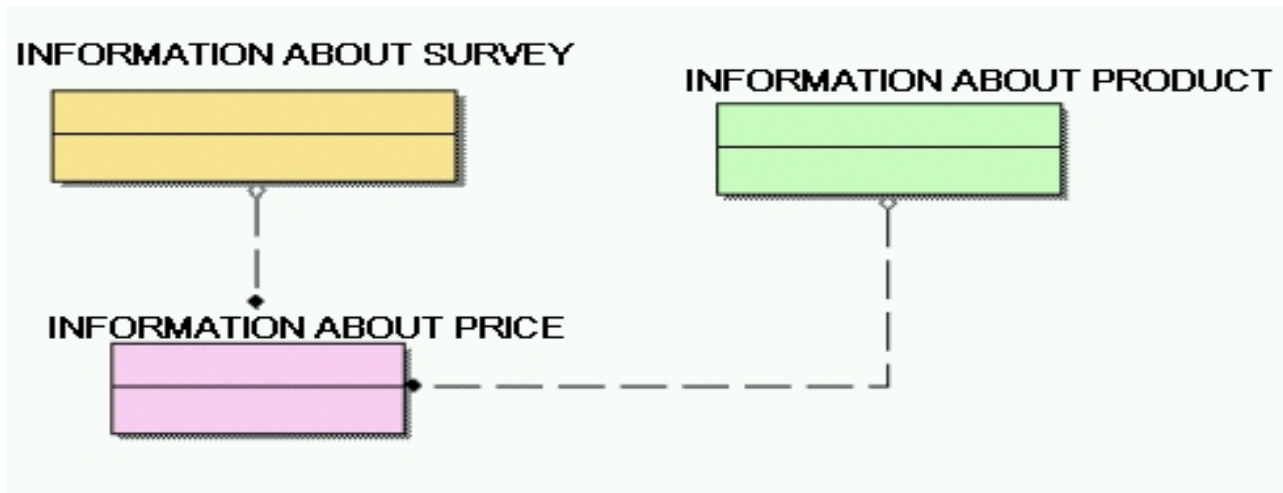 INFORMATION ABOUT SURVEY
INFORMATION ABOUT PRODUCT
INFORMATION ABOUT PRICE